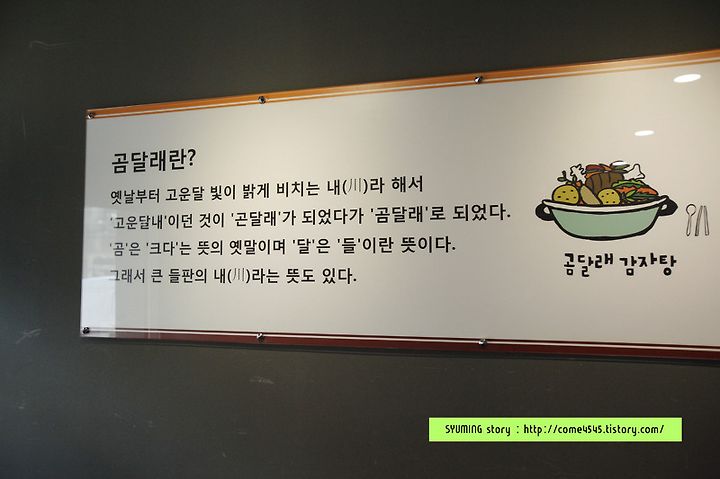 곰달래란?
옛날부터 고운달 빛이 밝게 비치는 내(川)라 해서
'고운달내'이던 것이 '곤달래'가 되었다가 '곰달래'로 되었다.
'곰'은 '크다'는 뜻의 옛말이며 '달'은 '들'이란 뜻이다.
그래서 큰 들판의 내(川)라는 뜻도 있다.
곰달래 감자탕
SYUMING story : http://come4545.tistory.com/